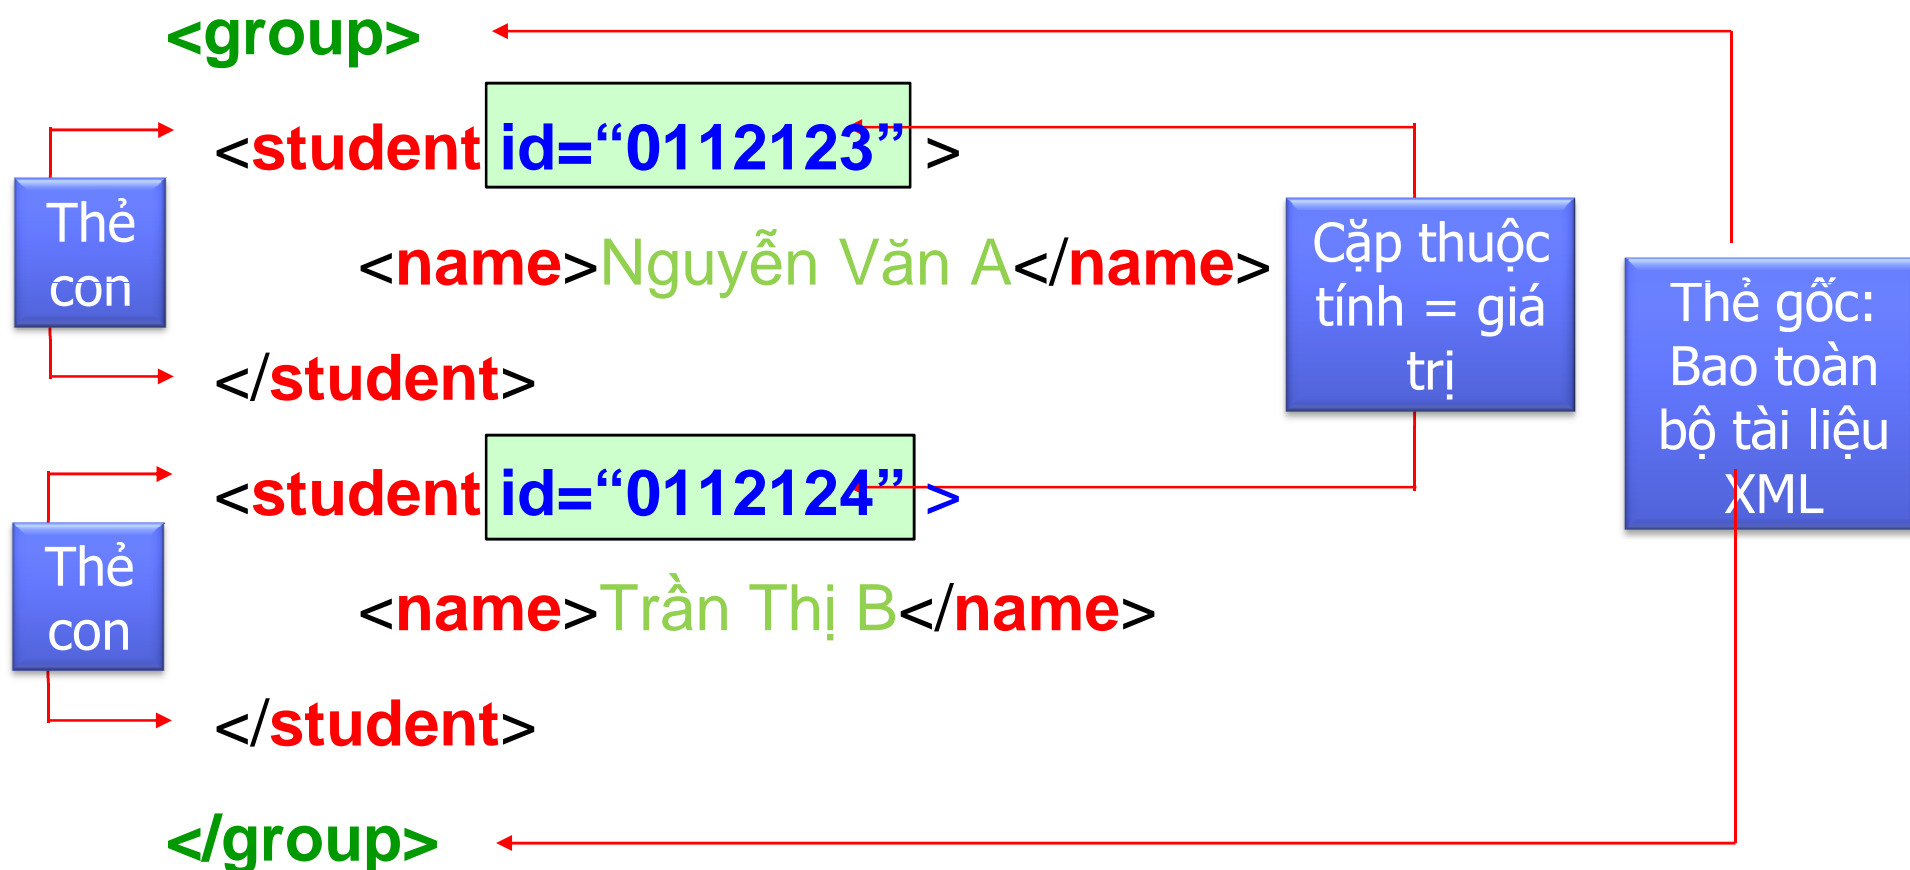 <group>
<student id=“0112123” >
Thẻ
con
<name>Nguyễn Văn A</name>
Cặp thuộc
tính = giá
trị
Thẻ gốc:
Bao toàn
bộ tài liệu
XML
</student>
<student id=“0112124” >
Thẻ
con
<name>Trần Thị B</name>
</student>
</group>